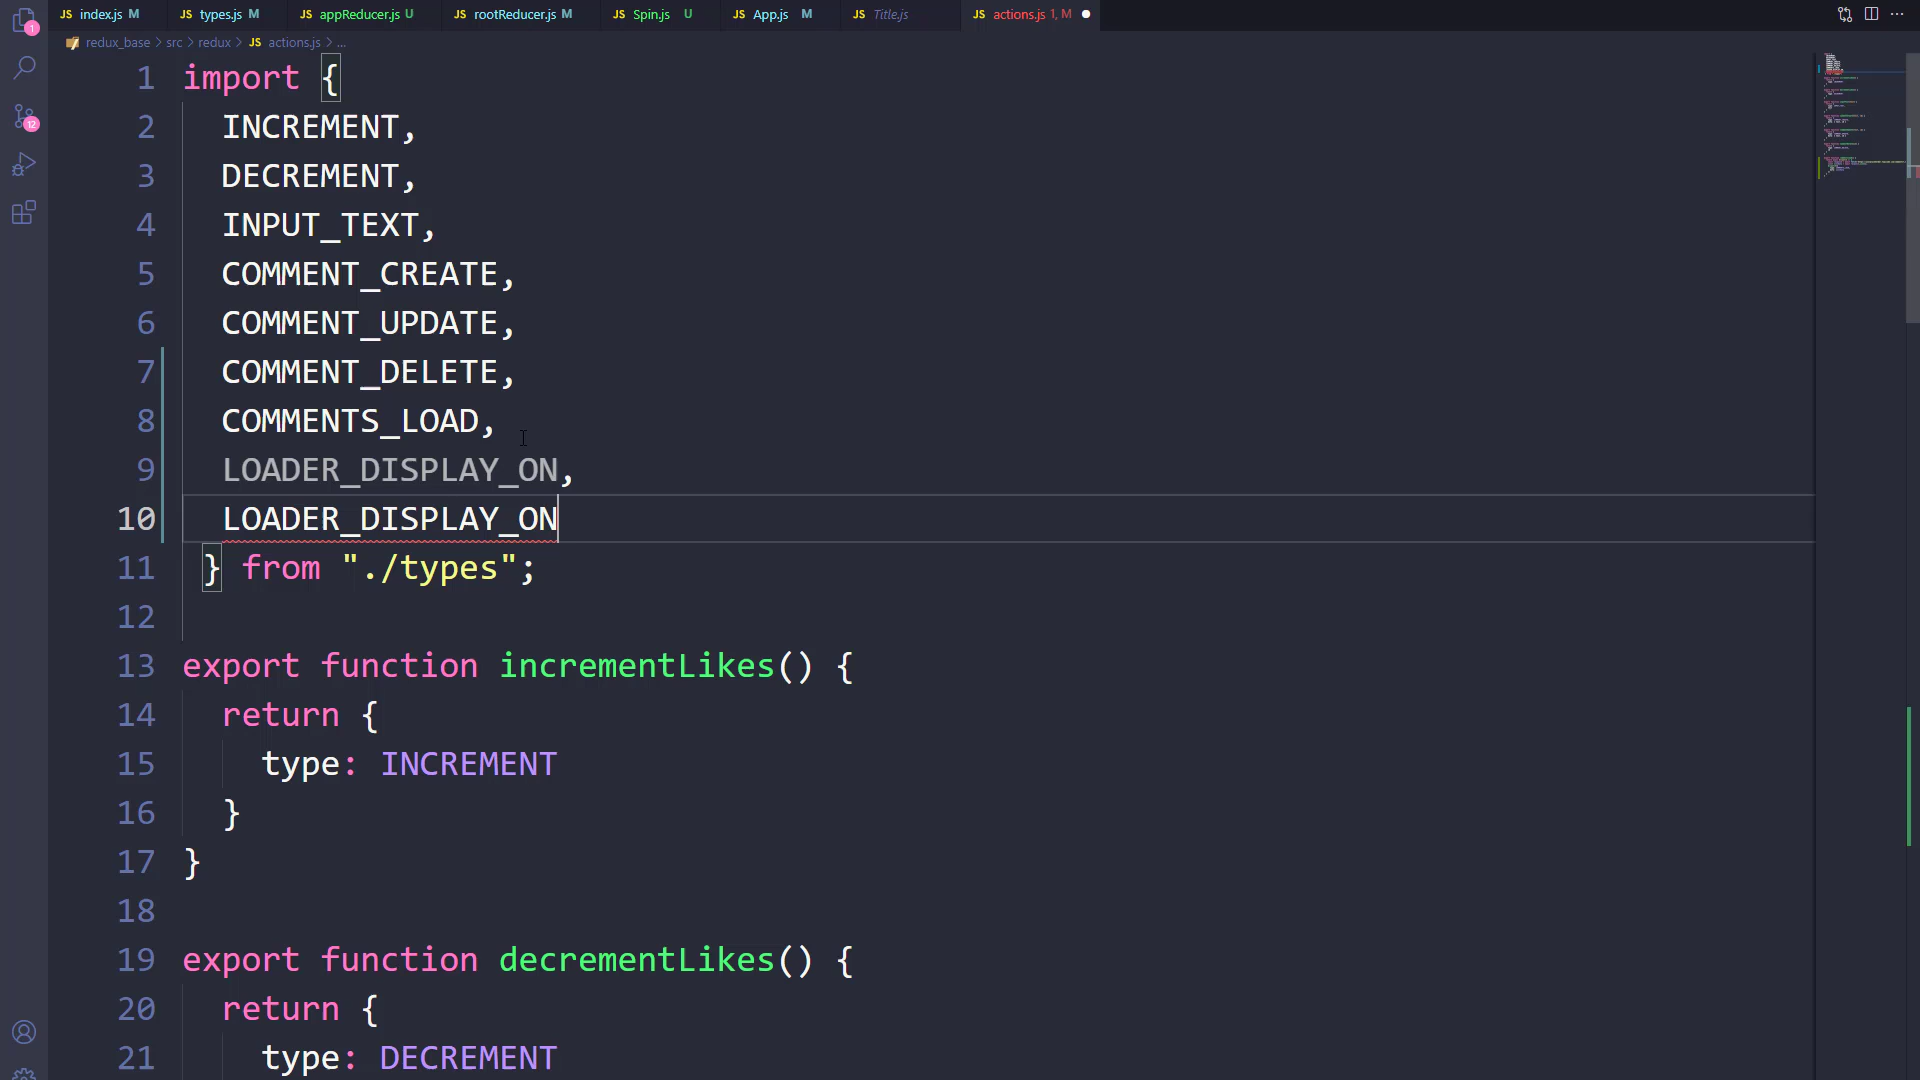 JS index.js M JS types.js M JS appReducer.js U JS rootReducer.js M JS Spin.js U JS App.js M JS Title.js JS actions.js 1, M
redux_base > src > redux > JS actions.js > ...
1 import {
2 INCREMENT,
3 DECREMENT,
4 INPUT_TEXT,
5 COMMENT_CREATE,
6 COMMENT_UPDATE,
7 COMMENT_DELETE,
8 COMMENTS_LOAD,
9 LOADER_DISPLAY_ON,
10 LOADER_DISPLAY_ON
11 } from "./types";
12
13 export function incrementLikes() {
14 return {
15 type: INCREMENT
16 }
17 }
18
19 export function decrementLikes() {
20 return {
21 type: DECREMENT
1
12